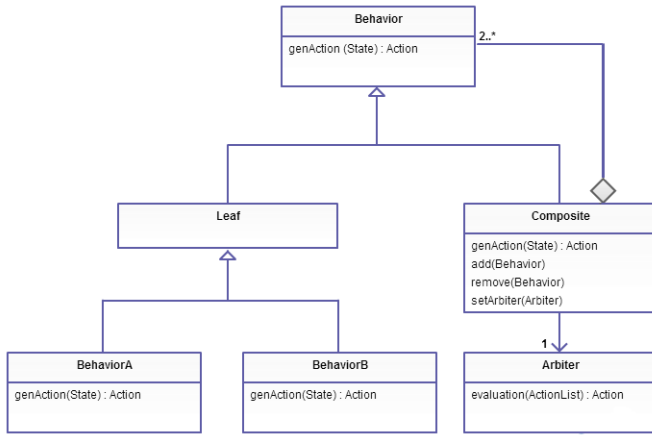 Behavior
genAction (State) : Action
2..*
Leaf
Composite
genAction(State) : Action
add(Behavior)
remove(Behavior)
setArbiter(Arbiter)
1
BehaviorA
genAction(State) : Action
BehaviorB
genAction(State) : Action
Arbiter
evaluation(ActionList) : Action